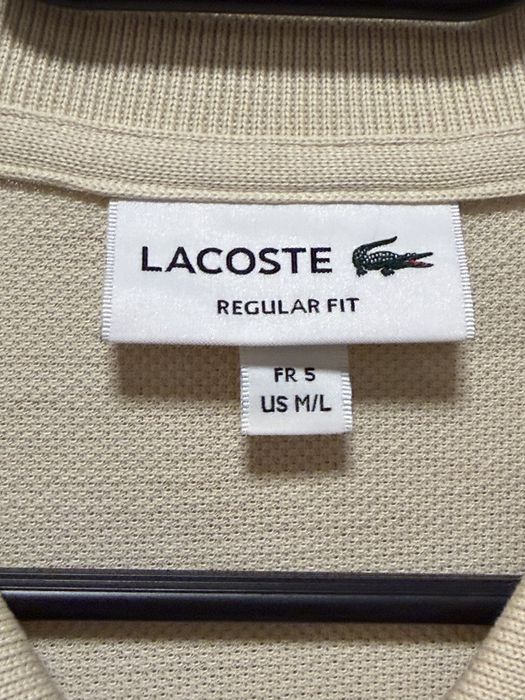 LACOSTE
REGULAR FIT
FR 5
US M/L